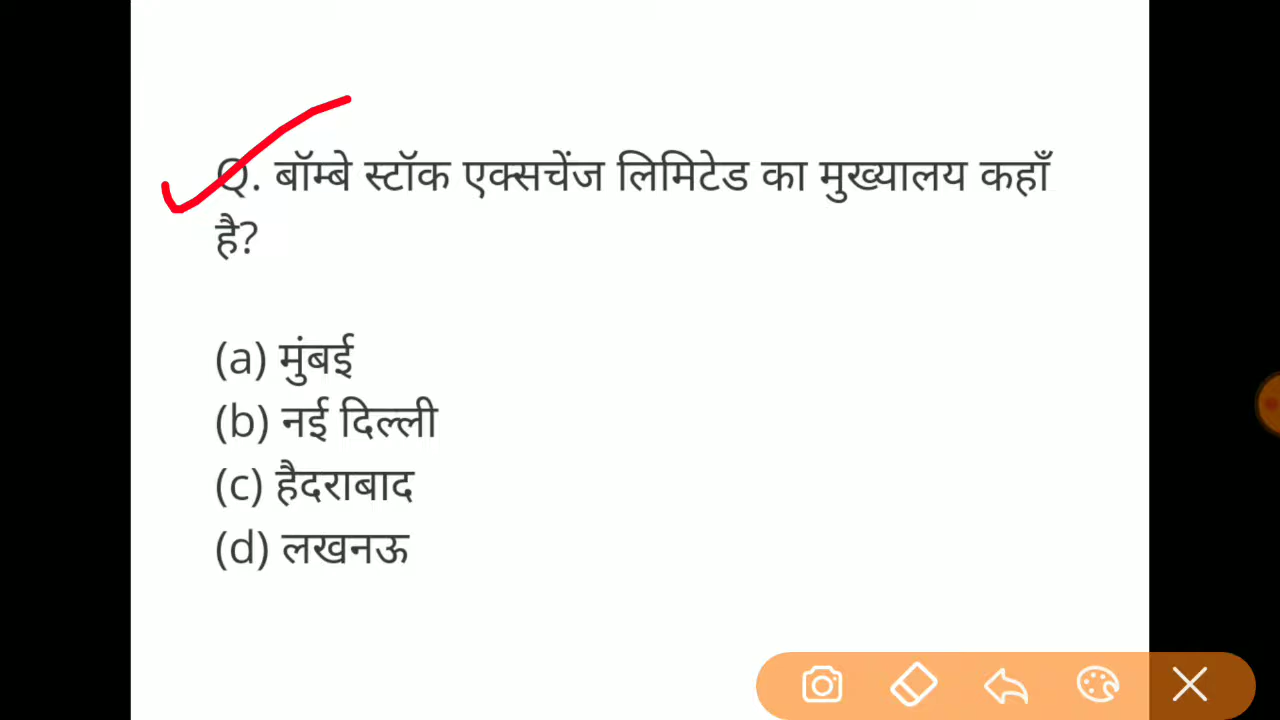 Q. बॉम्बे स्टॉक एक्सचेंज लिमिटेड का मुख्यालय कहाँ
है?
(a) मुंबई
(b) नई दिल्ली
(c) हैदराबाद
(d) लखनऊ